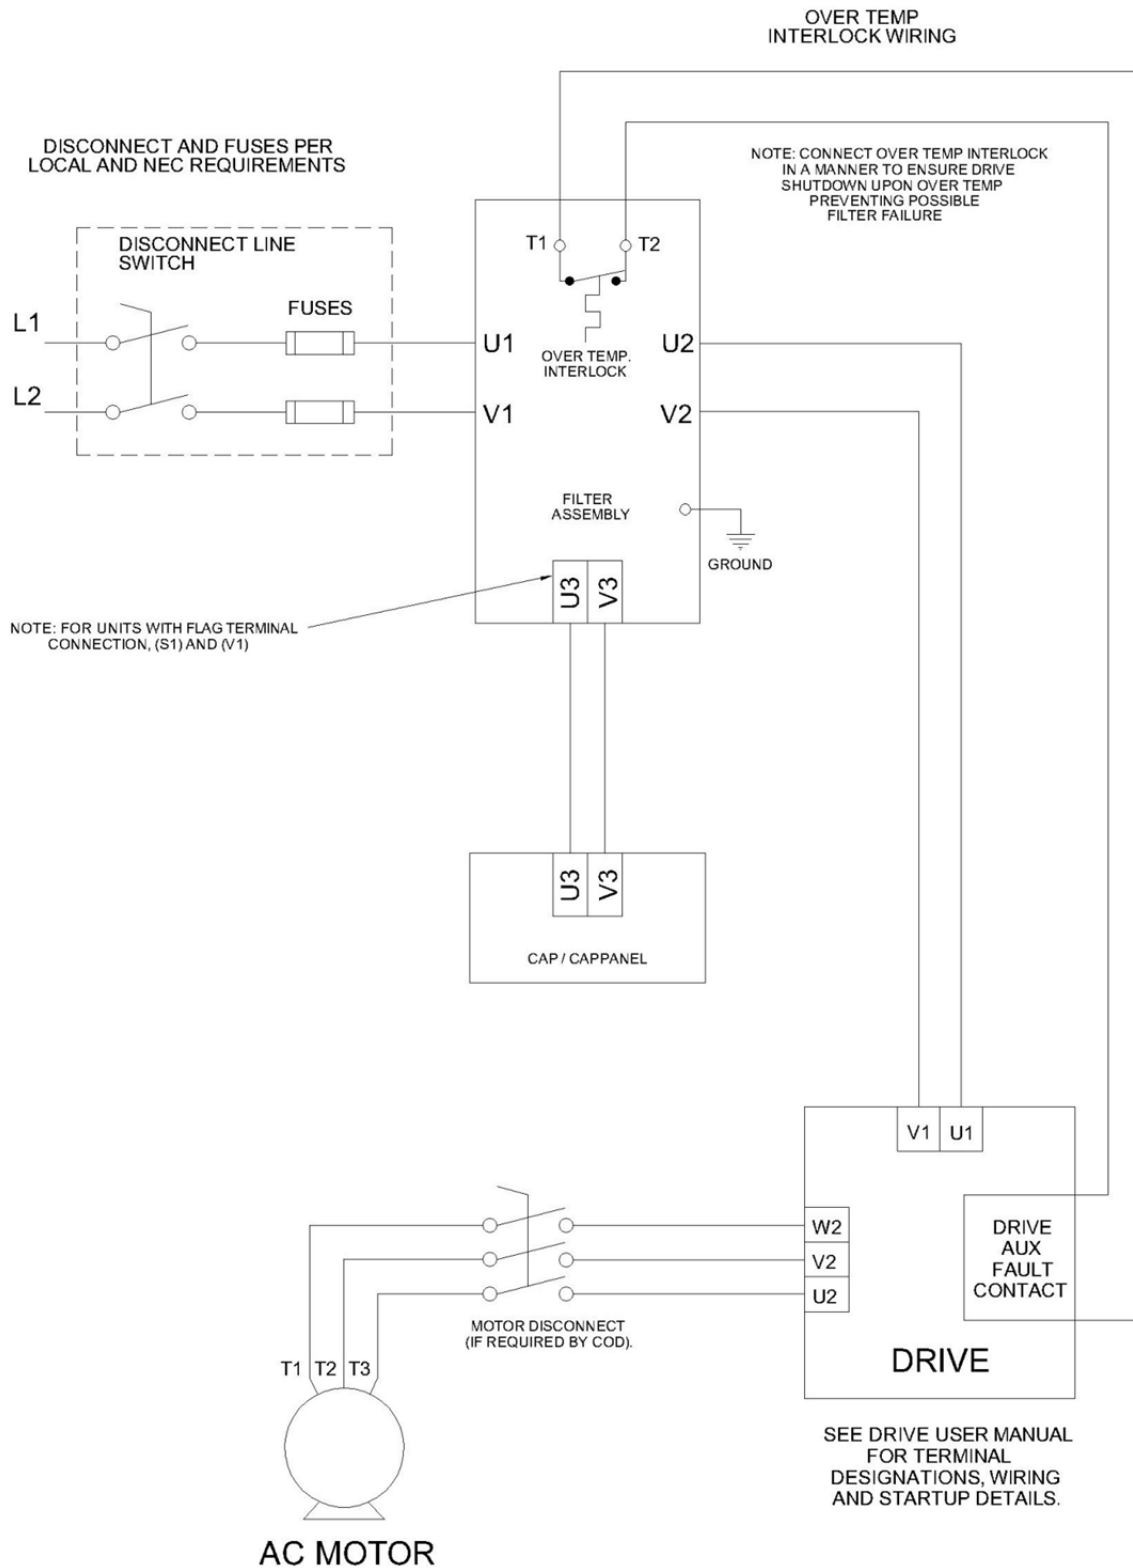 OVER TEMP
INTERLOCK WIRING
DISCONNECT AND FUSES PER
LOCAL AND NEC REQUIREMENTS
NOTE: CONNECT OVER TEMP INTERLOCK
IN A MANNER TO ENSURE DRIVE
SHUTDOWN UPON OVER TEMP
PREVENTING POSSIBLE
FILTER FAILURE
DISCONNECT LINE
SWITCH
T1
T2
FUSES
L1
U1
U2
OVER TEMP.
INTERLOCK
L2
V1
V2
FILTER
ASSEMBLY
GROUND
U3
V3
NOTE: FOR UNITS WITH FLAG TERMINAL
CONNECTION, (S1) AND (V1)
U3
V3
CAP / CAPPANEL
V1
U1
W2
V2
U2
DRIVE
AUX
FAULT
CONTACT
MOTOR DISCONNECT
(IF REQUIRED BY COD).
DRIVE
T1
T2
T3
SEE DRIVE USER MANUAL
FOR TERMINAL
DESIGNATIONS, WIRING
AND STARTUP DETAILS.
AC MOTOR